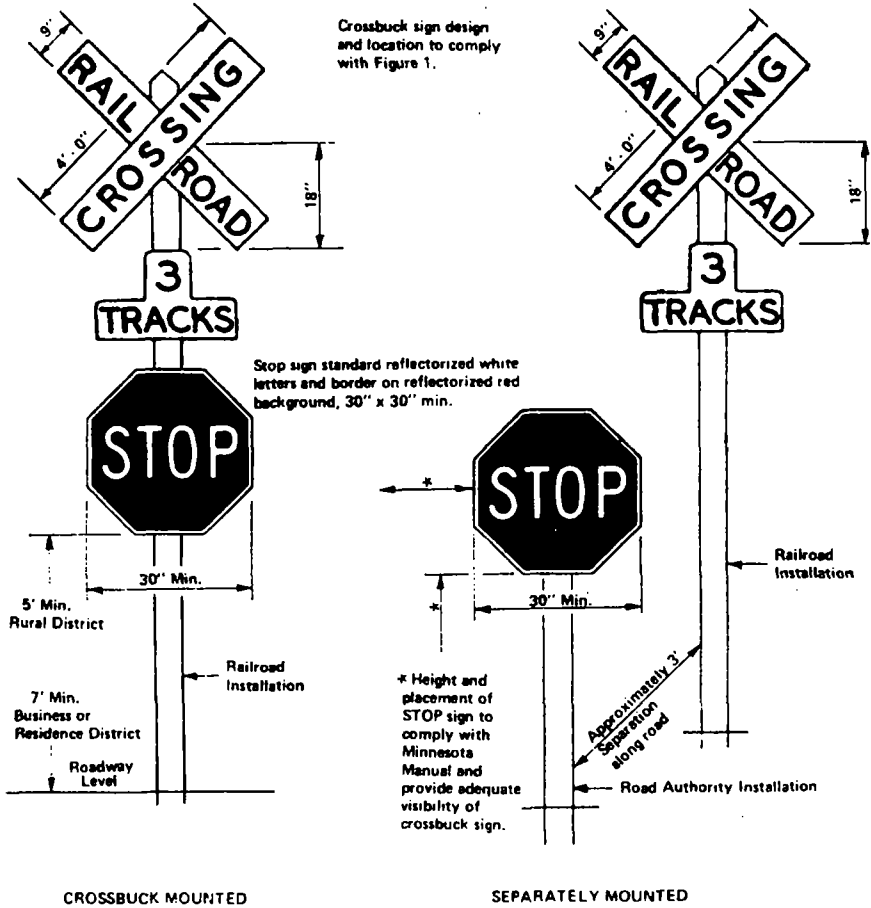 Crossbuck sign design
and location to comply
with Figure 1.
9"
RAIL
ROAD
CROSSING
4'-0"
18"
3
TRACKS
Stop sign standard reflectorized white
letters and border on reflectorized red
background, 30" x 30" min.
STOP
30" Min.
5' Min.
Rural District
7' Min.
Business or
Residence District
Roadway
Level
Railroad
Installation
CROSSBUCK MOUNTED
9"
RAIL
ROAD
CROSSING
4'-0"
18"
3
TRACKS
STOP
*
*
30" Min.
* Height and
placement of
STOP sign to
comply with
Minnesota
Manual and
provide adequate
visibility of
crossbuck sign.
Railroad
Installation
Approximately 3'
Separation
along road
Road Authority Installation
SEPARATELY MOUNTED